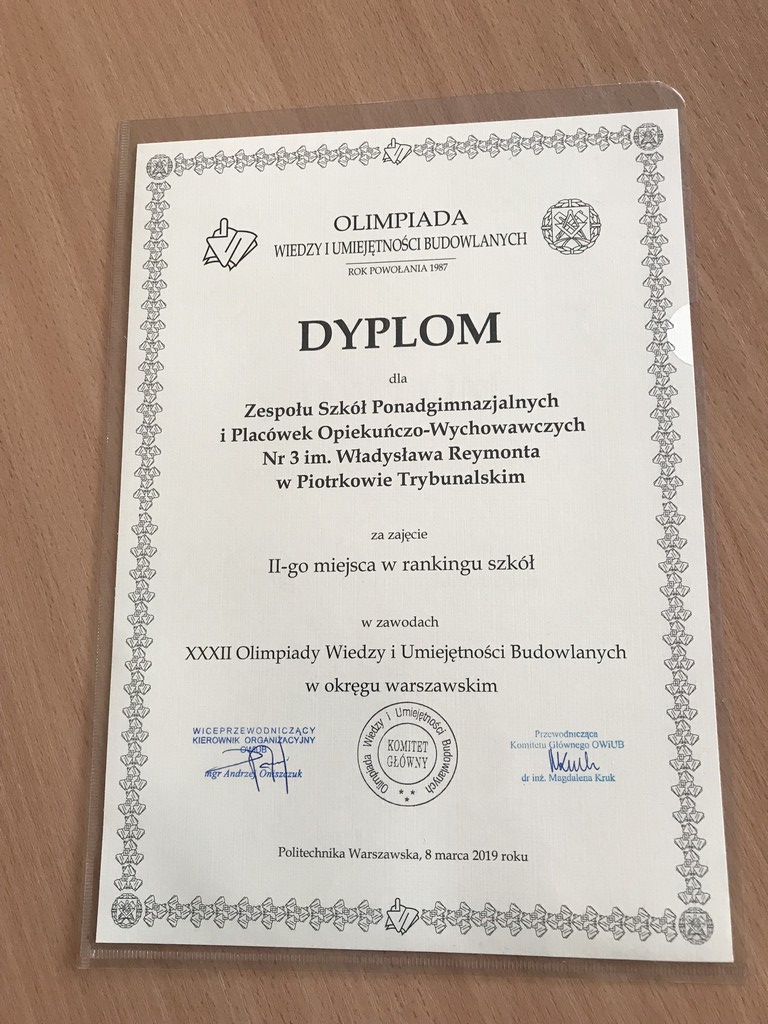 OLIMPIADA
WIEDZY I UMIEJĘTNOŚCI BUDOWLANYCH
ROK POWOŁANIA 1987
DYPLOM
dla
Zespołu Szkół Ponadgimnazjalnych
i Placówek Opiekuńczo-Wychowawczych
Nr 3 im. Władysława Reymonta
w Piotrkowie Trybunalskim
za zajęcie
II-go miejsca w rankingu szkół
w zawodach
XXXII Olimpiady Wiedzy i Umiejętności Budowlanych
w okręgu warszawskim
WICEPRZEWODNICZĄCY
KIEROWNIK ORGANIZACYJNY
OWiUB
mgr Andrzej Oniszczuk
Olimpiada Wiedzy i Umiejętności Budowlanych
KOMITET
GŁÓWNY
Przewodnicząca
Komitetu Głównego OWiUB
dr inż. Magdalena Kruk
Politechnika Warszawska, 8 marca 2019 roku